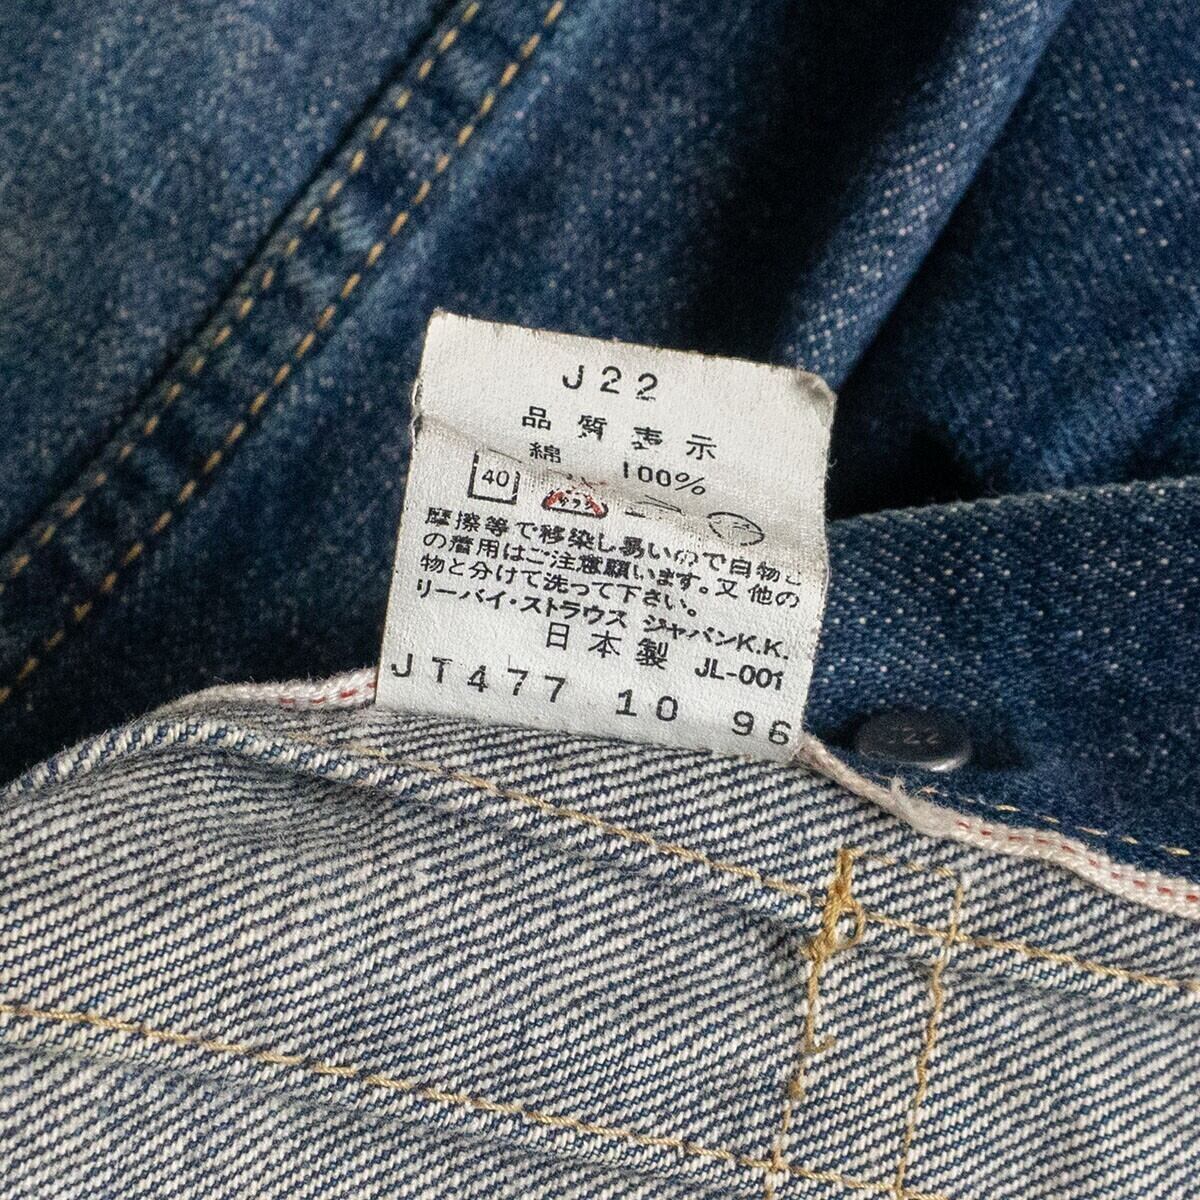 J22
品質表示
綿 100%
40
摩擦等で移染し易いので白物と
の着用はご注意願います。又他の
物と分けて洗って下さい。
リーバイ・ストラウス ジャパンK.K.
日本製 JL-001
JT477 10 96
J22